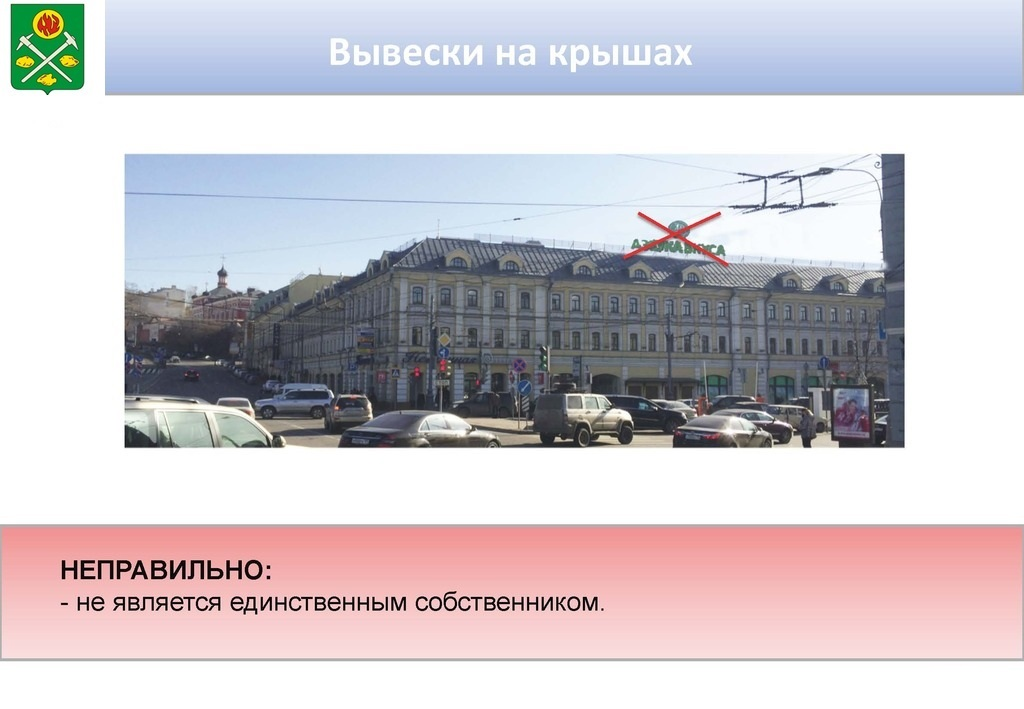 Вывески на крышах
НЕПРАВИЛЬНО:
- не является единственным собственником.